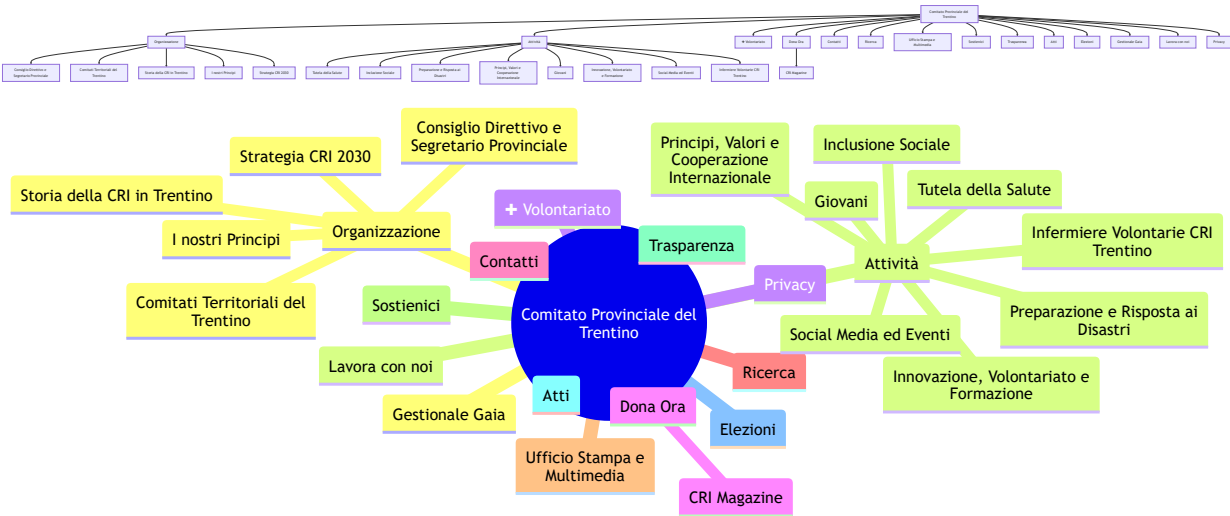 Comitato Provinciale del
Trentino
Organizzazione
Attività
✚ Volontariato
Dona Ora
Contatti
Ricerca
Ufficio Stampa e
Multimedia
Sostienici
Trasparenza
Atti
Elezioni
Gestionale Gaia
Lavora con noi
Privacy
Consiglio Direttivo e
Segretario Provinciale
Comitati Territoriali del
Trentino
Storia della CRI in Trentino
I nostri Principi
Strategia CRI 2030
Tutela della Salute
Inclusione Sociale
Preparazione e Risposta ai
Disastri
Principi, Valori e
Cooperazione
Internazionale
Giovani
Innovazione, Volontariato
e Formazione
Social Media ed Eventi
Infermiere Volontarie CRI
Trentino
CRI Magazine
Consiglio Direttivo e
Segretario Provinciale
Strategia CRI 2030
Storia della CRI in Trentino
I nostri Principi
Organizzazione
Comitati Territoriali del
Trentino
✚ Volontariato
Contatti
Trasparenza
Sostienici
Privacy
Comitato Provinciale del
Trentino
Lavora con noi
Ricerca
Atti
Dona Ora
Gestionale Gaia
Elezioni
Ufficio Stampa e
Multimedia
CRI Magazine
Principi, Valori e
Cooperazione
Internazionale
Inclusione Sociale
Giovani
Tutela della Salute
Attività
Infermiere Volontarie CRI
Trentino
Preparazione e Risposta ai
Disastri
Social Media ed Eventi
Innovazione, Volontariato e
Formazione